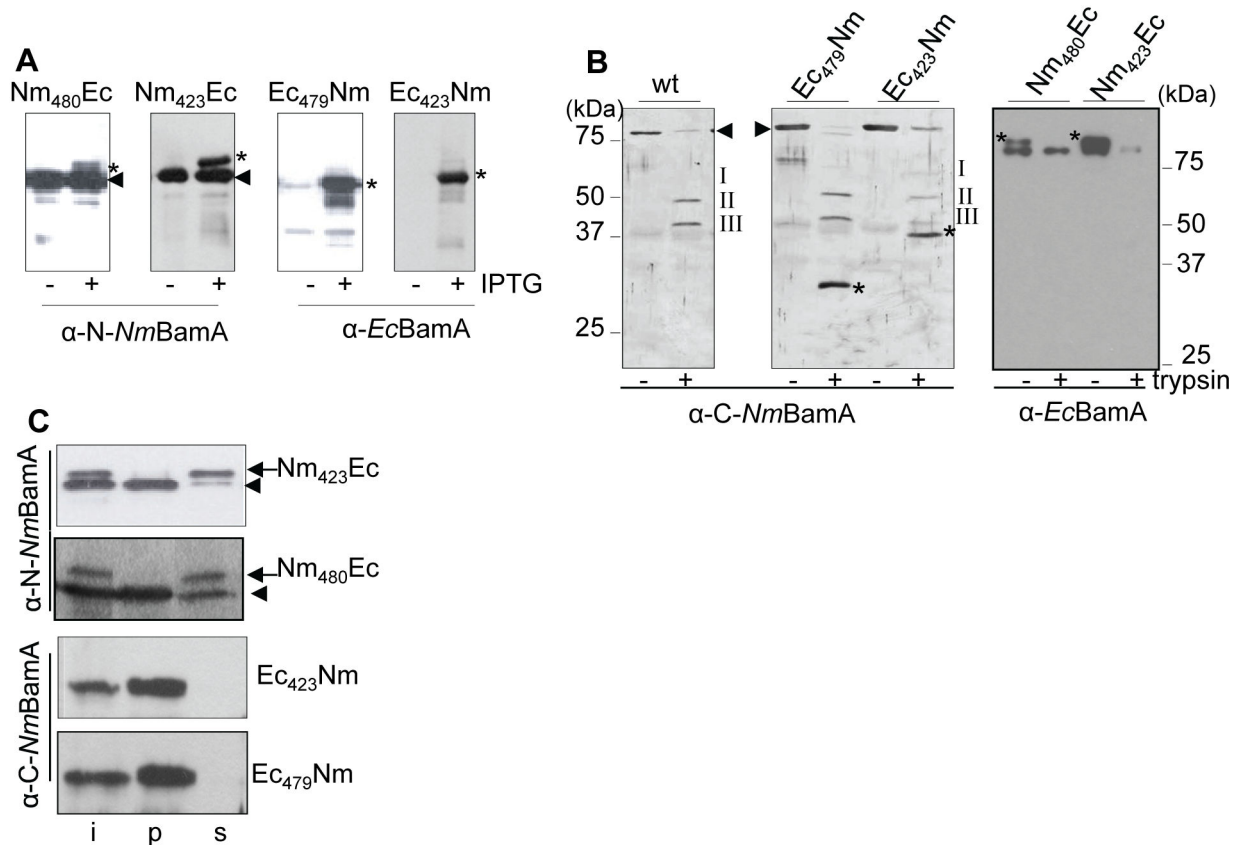 A
Nm480Ec Nm423Ec Ec479Nm Ec423Nm
* * * *
- + - + - + - + IPTG
α-N-NmBamA α-EcBamA
B
wt Ec479Nm Ec423Nm Nm480Ec Nm423Ec
(kDa) (kDa)
75
50
37
25
I
II
III
I
II
III
* *
* *
75
50
37
25
- + - + - + - + - + trypsin
α-C-NmBamA α-EcBamA
C
α-N-NmBamA
Nm423Ec
Nm480Ec
α-C-NmBamA
Ec423Nm
Ec479Nm
i p s